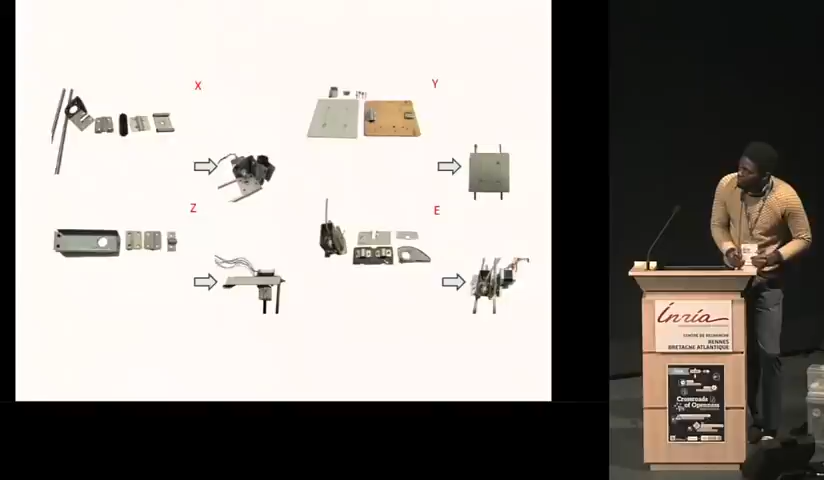 X
Y
Z
E
Inria
CENTRE DE RECHERCHE
RENNES
BRETAGNE ATLANTIQUE
Crossroads
of Openness